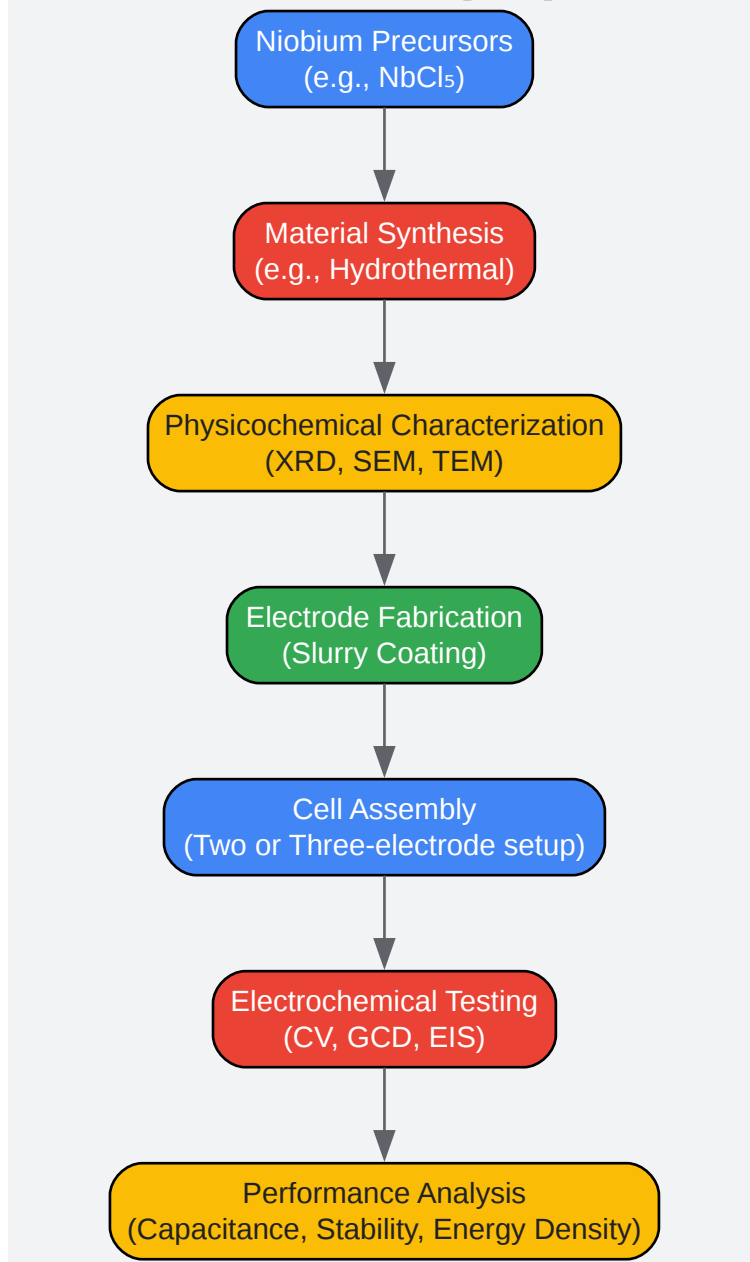 Niobium Precursors
(e.g., NbCl₅)
Material Synthesis
(e.g., Hydrothermal)
Physicochemical Characterization
(XRD, SEM, TEM)
Electrode Fabrication
(Slurry Coating)
Cell Assembly
(Two or Three-electrode setup)
Electrochemical Testing
(CV, GCD, EIS)
Performance Analysis
(Capacitance, Stability, Energy Density)